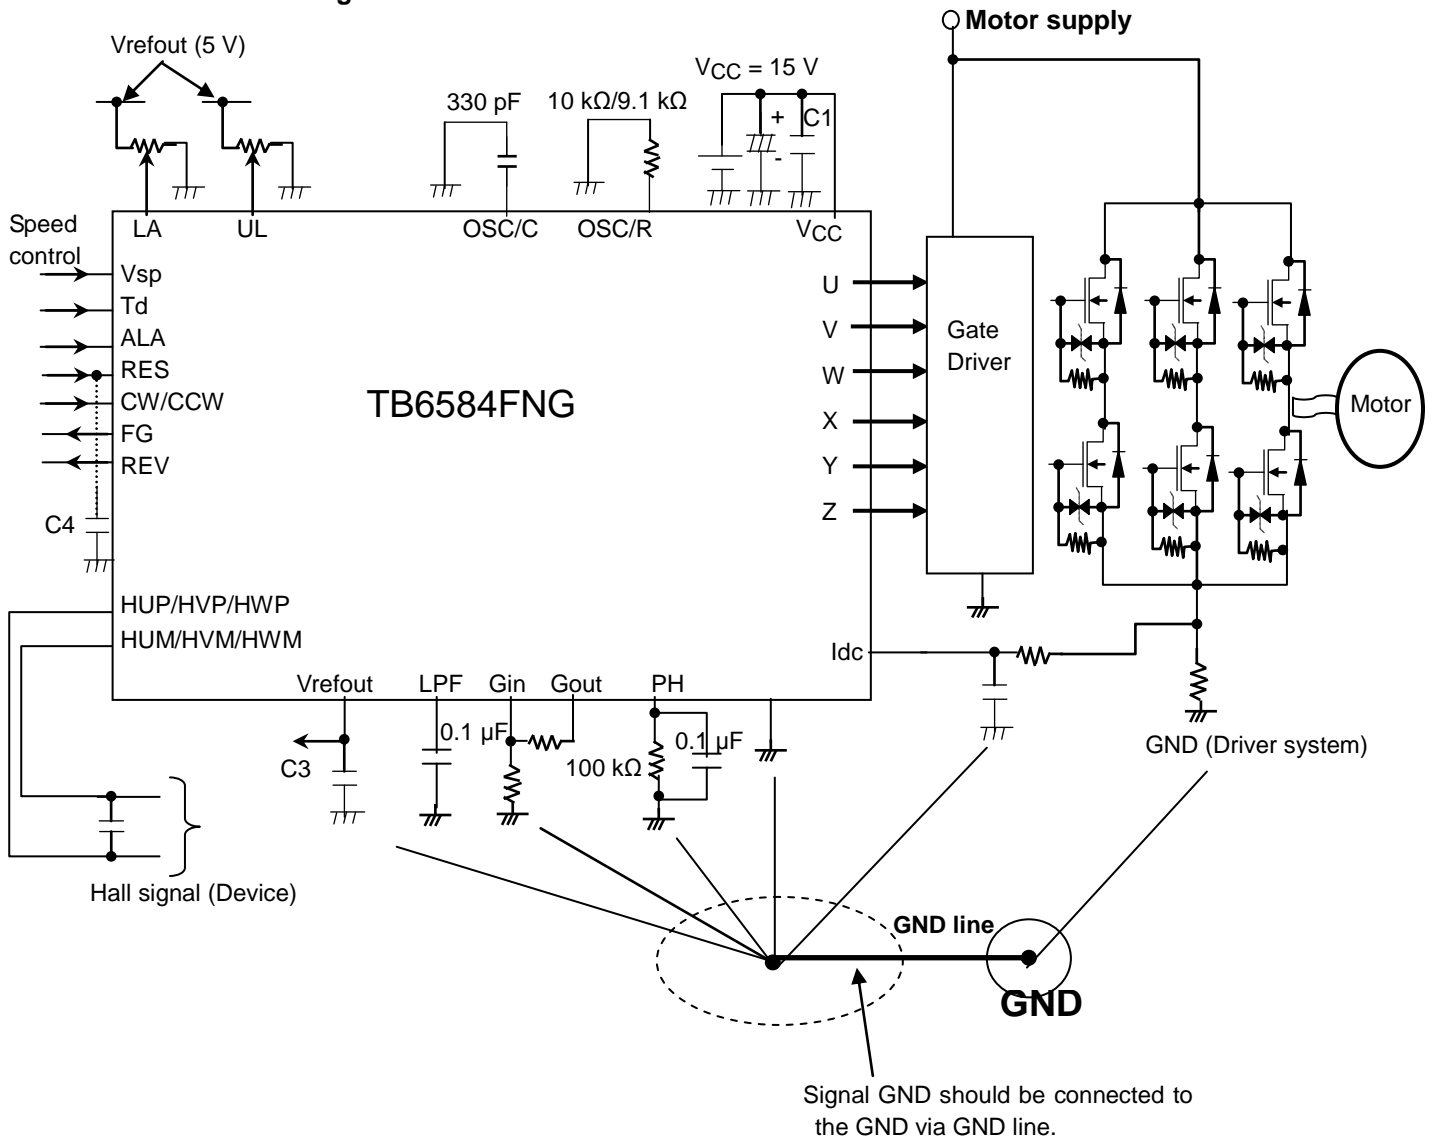 Motor supply
Vrefout (5 V)
VCC = 15 V
330 pF
10 kΩ/9.1 kΩ
+
C1
-
Speed
control
LA
UL
OSC/C
OSC/R
VCC
Vsp
Td
ALA
RES
CW/CCW
FG
REV
C4
TB6584FNG
U
V
W
X
Y
Z
Gate
Driver
Motor
HUP/HVP/HWP
HUM/HVM/HWM
Idc
Vrefout
LPF
Gin
Gout
PH
C3
0.1 µF
100 kΩ
0.1 µF
GND (Driver system)
Hall signal (Device)
GND line
GND
Signal GND should be connected to
the GND via GND line.